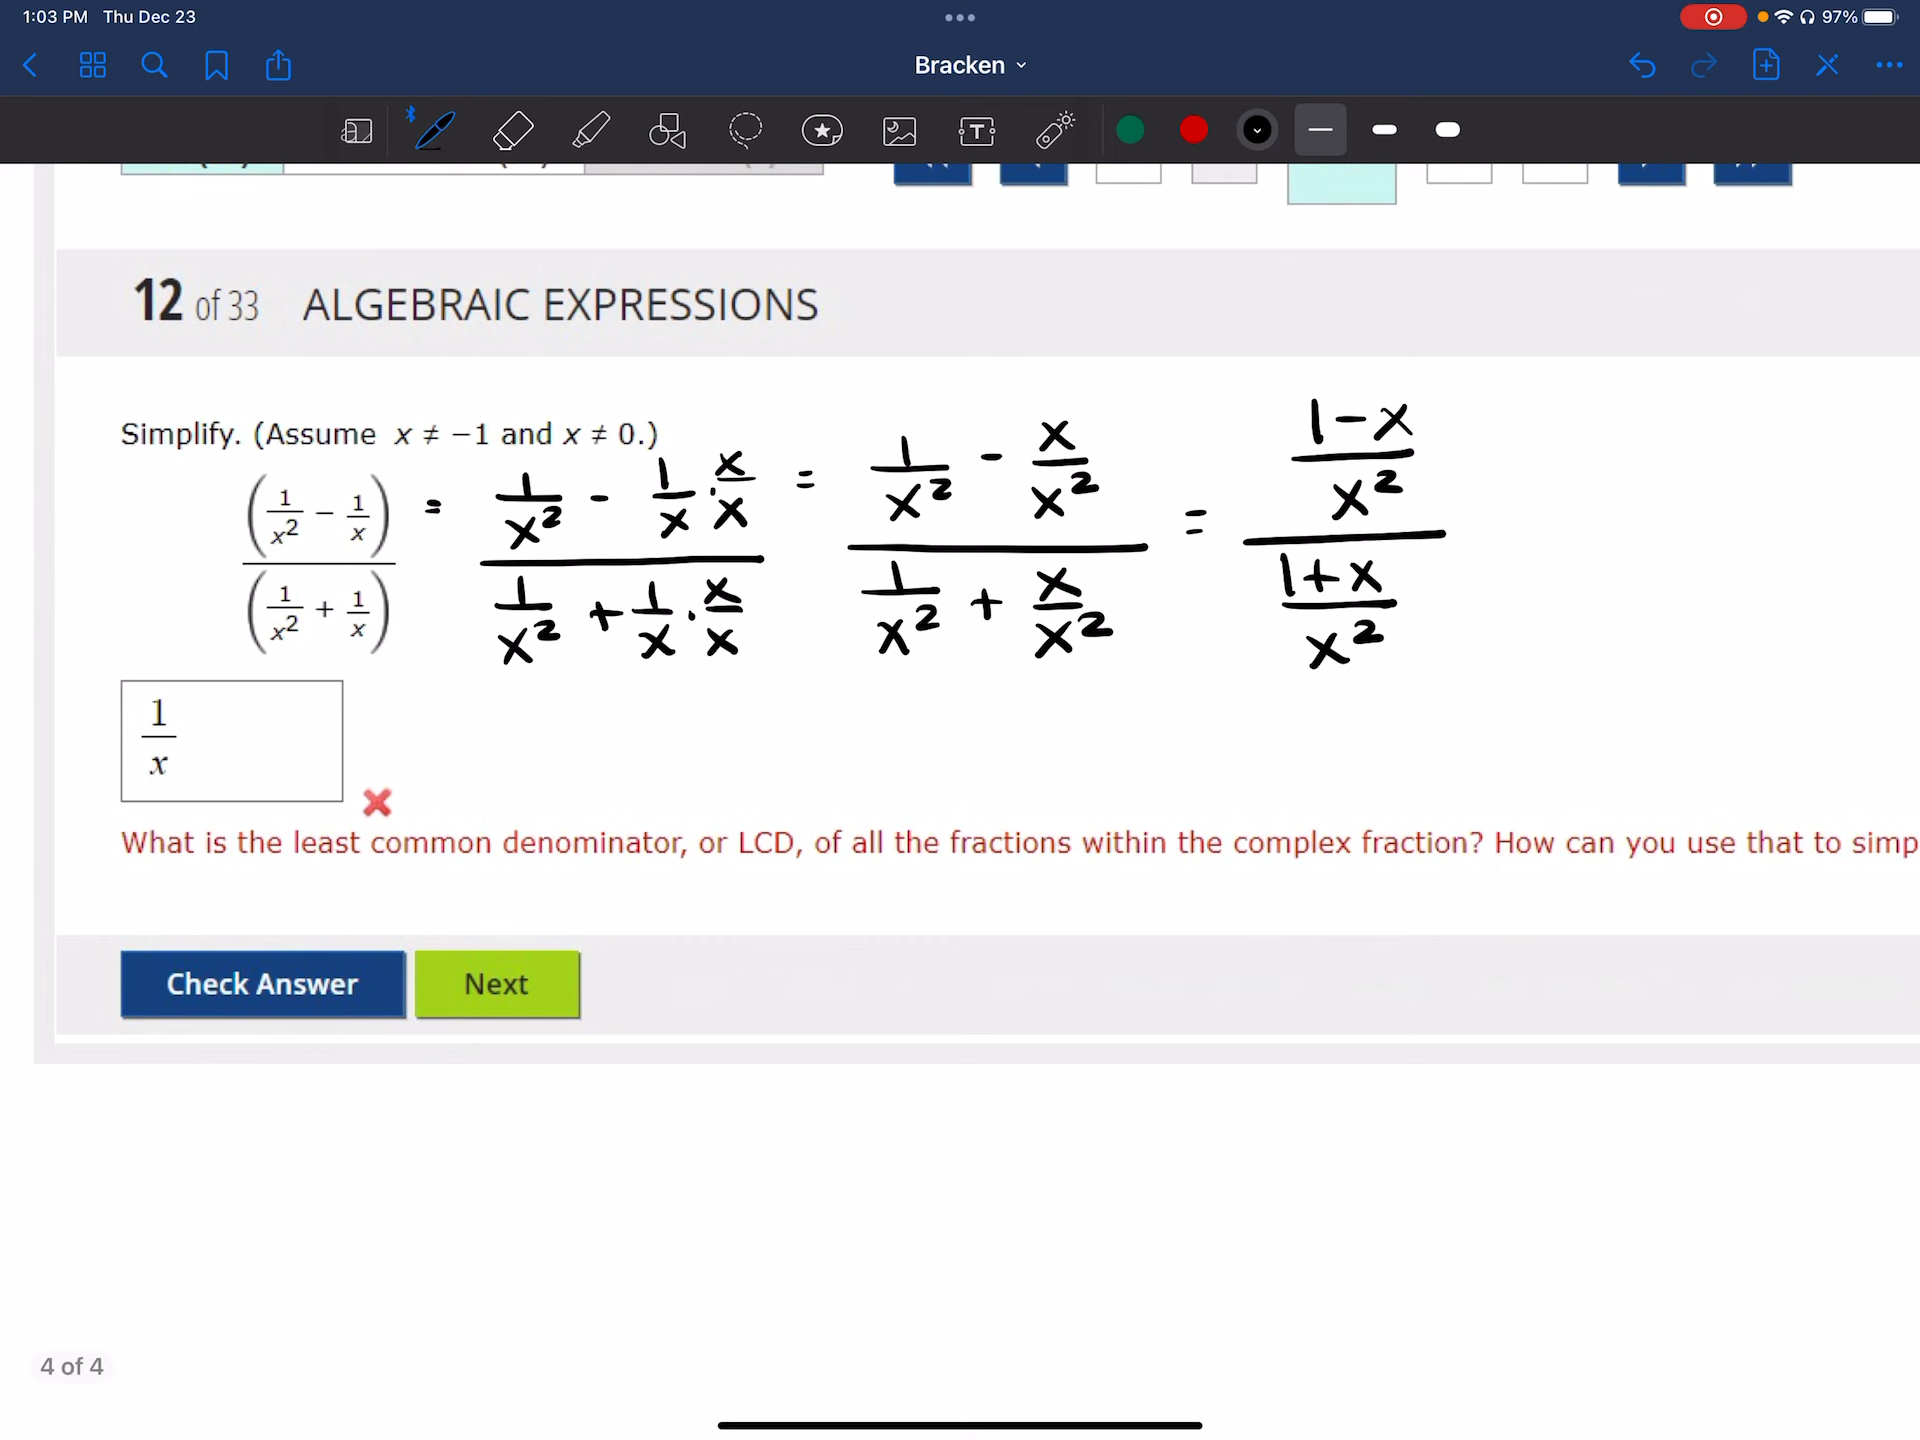 1:03 PM Thu Dec 23
97%
Bracken
12 of 33 ALGEBRAIC EXPRESSIONS
Simplify. (Assume x ≠ −1 and x ≠ 0.)
(1/x² − 1/x) / (1/x² + 1/x) = (1/x² - 1/x · x/x) / (1/x² + 1/x · x/x) = (1/x² - x/x²) / (1/x² + x/x²) = ((1-x)/x²) / ((1+x)/x²)
1/x
What is the least common denominator, or LCD, of all the fractions within the complex fraction? How can you use that to simp
Check Answer Next
4 of 4